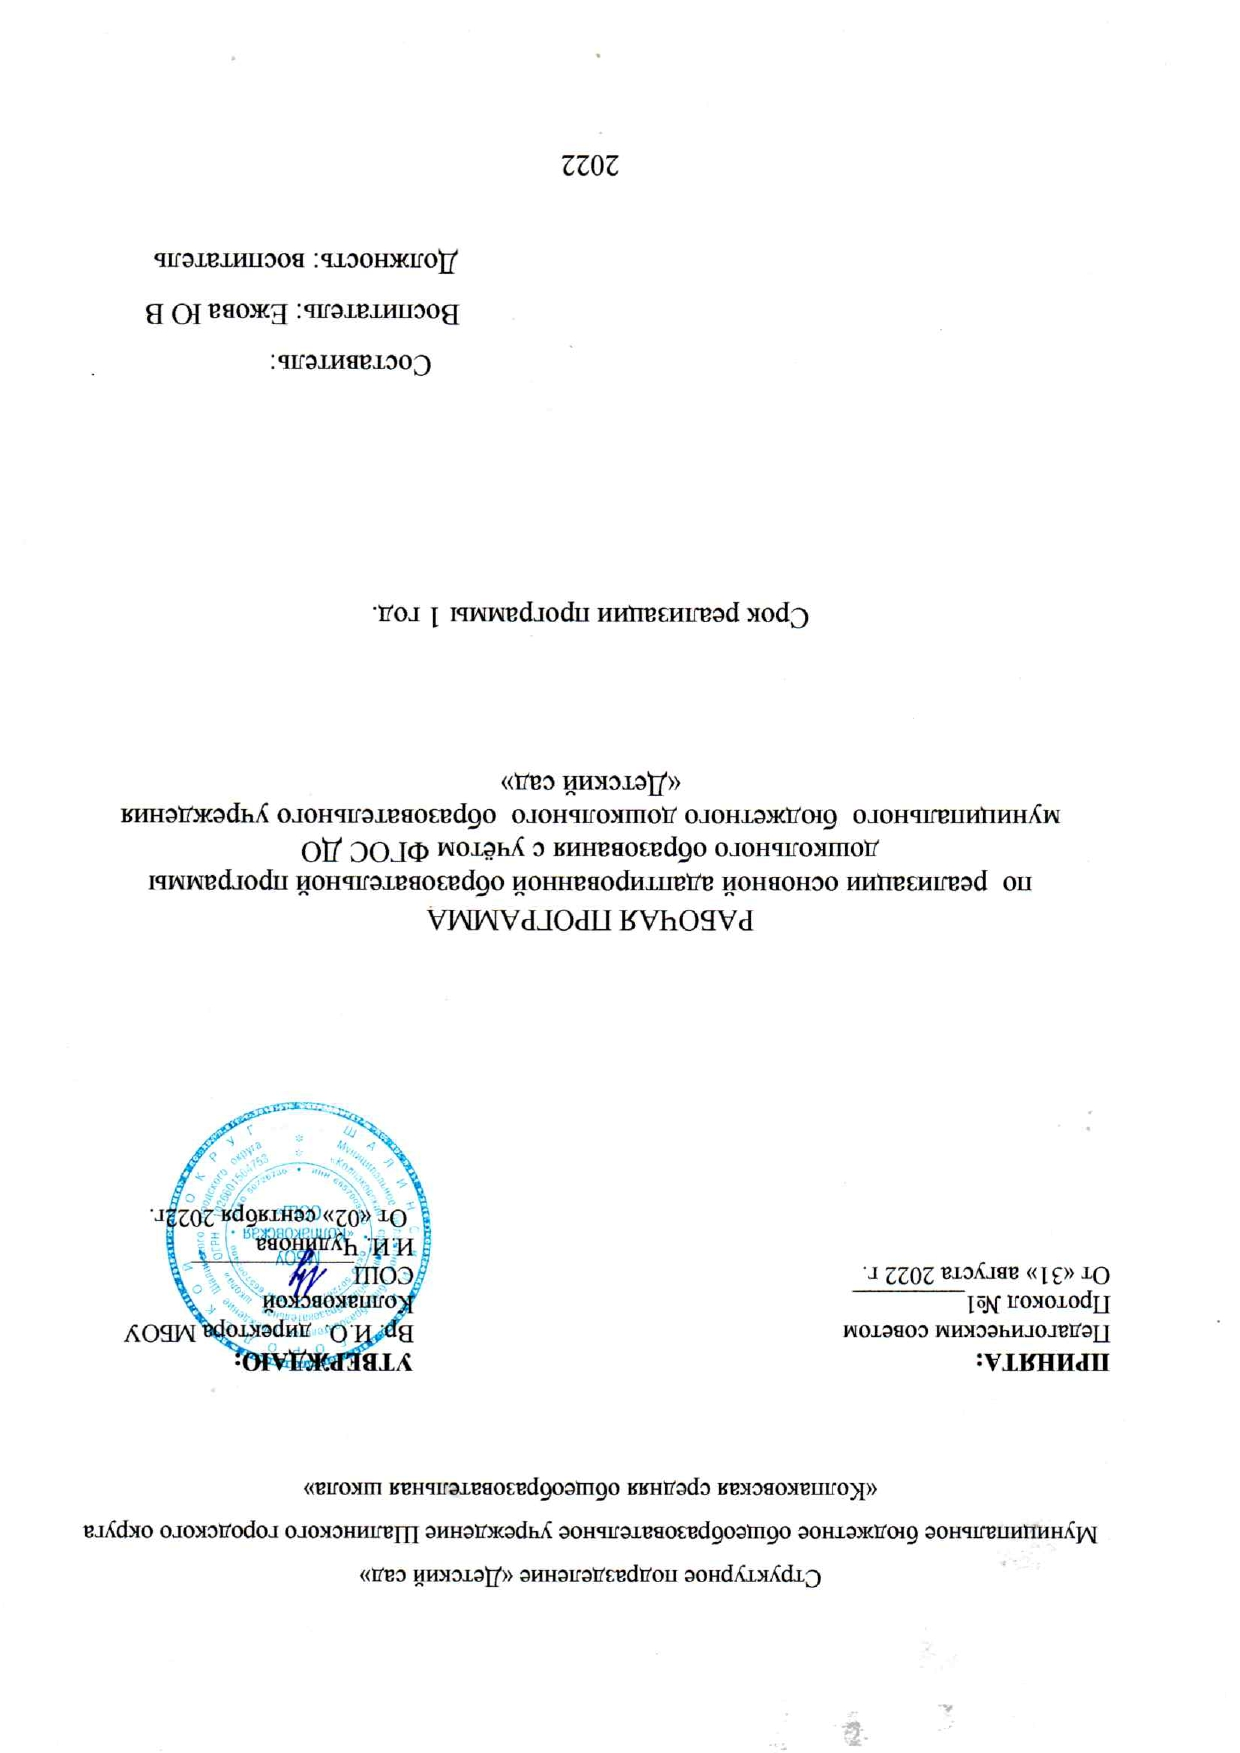 Структурное подразделение «Детский сад»
Муниципальное бюджетное общеобразовательное учреждение Шалинского городского округа
«Колпаковская средняя общеобразовательная школа»
ПРИНЯТА:
Педагогическим советом
Протокол №1
От «31» августа 2022 г.
УТВЕРЖДАЮ:
Вр. И.О. директора МБОУ
Колпаковской
СОШ
И.И. Чудинова
От «02» сентября 2022г.
РАБОЧАЯ ПРОГРАММА
по реализации основной адаптированной образовательной программы
дошкольного образования с учётом ФГОС ДО
муниципального бюджетного дошкольного образовательного учреждения
«Детский сад»
Срок реализации программы 1 год.
Составитель:
Воспитатель: Ежова Ю В
Должность: воспитатель
2022